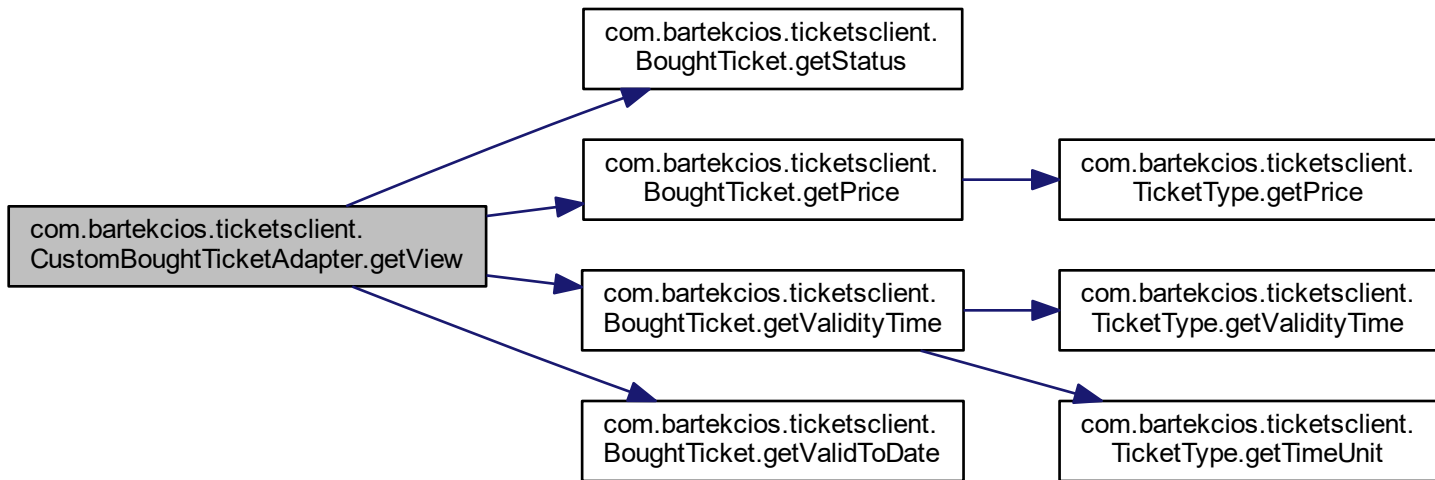 com.bartekcios.ticketsclient.
BoughtTicket.getStatus
com.bartekcios.ticketsclient.
BoughtTicket.getPrice
com.bartekcios.ticketsclient.
TicketType.getPrice
com.bartekcios.ticketsclient.
CustomBoughtTicketAdapter.getView
com.bartekcios.ticketsclient.
BoughtTicket.getValidityTime
com.bartekcios.ticketsclient.
TicketType.getValidityTime
com.bartekcios.ticketsclient.
BoughtTicket.getValidToDate
com.bartekcios.ticketsclient.
TicketType.getTimeUnit